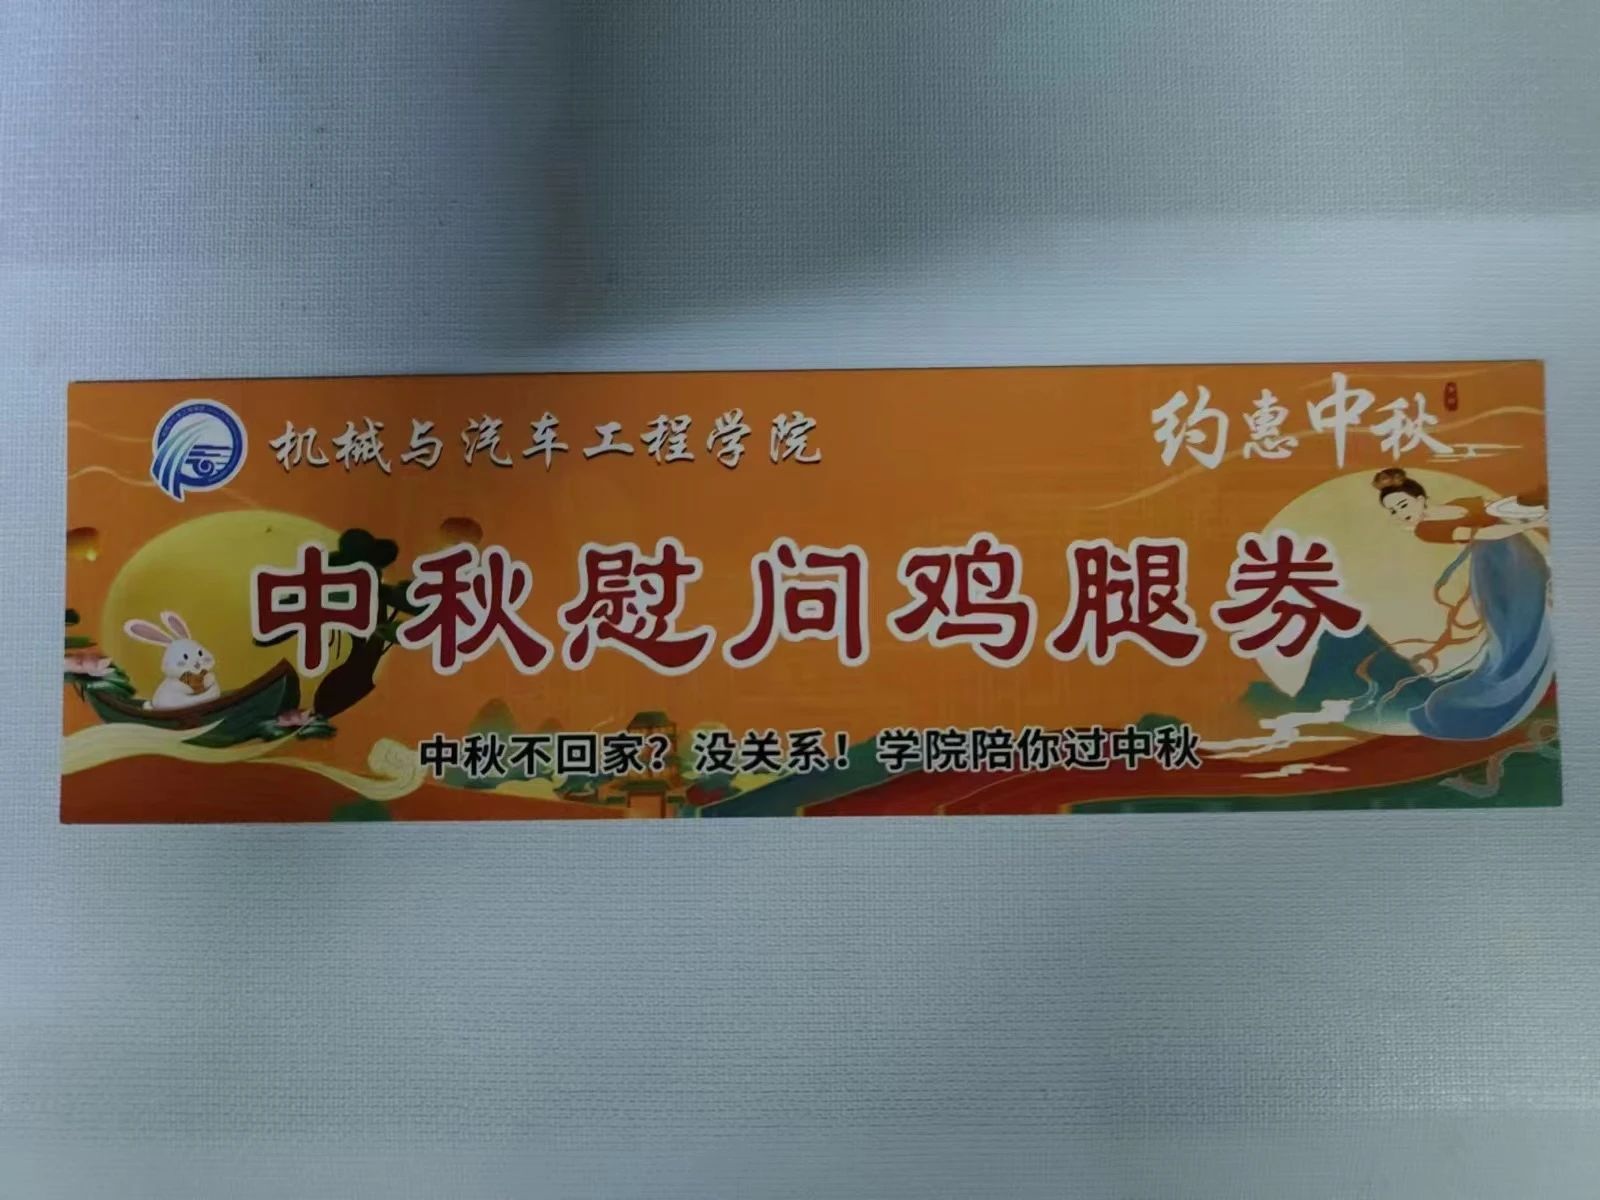 机械与汽车工程学院
约惠中秋
中秋慰问鸡腿券
中秋不回家？没关系！学院陪你过中秋